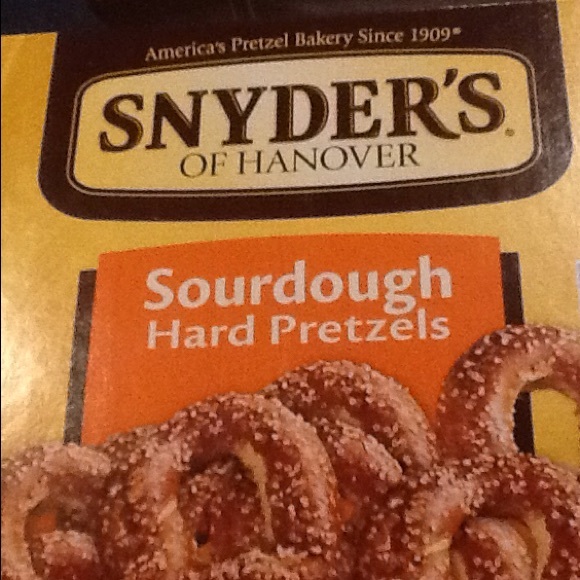 America's Pretzel Bakery Since 1909®
SNYDER'S®
OF HANOVER
Sourdough
Hard Pretzels